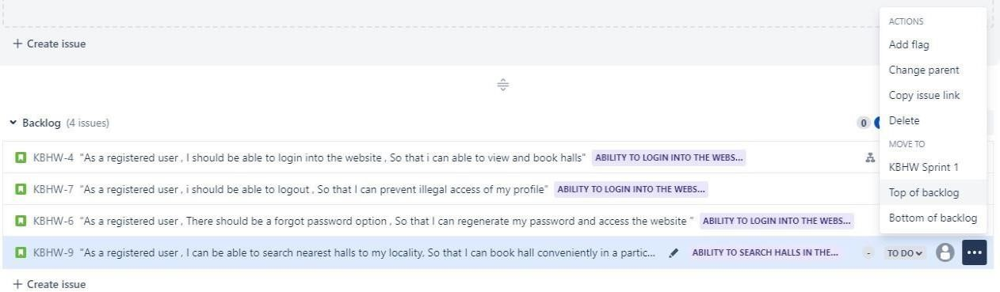 + Create issue
Backlog (4 issues)
0
KBHW-4 "As a registered user , I should be able to login into the website , So that i can able to view and book halls" ABILITY TO LOGIN INTO THE WEBS...
KBHW-7 "As a registered user , i should be able to logout , So that I can prevent illegal access of my profile" ABILITY TO LOGIN INTO THE WEBS...
KBHW-6 "As a registered user , There should be a forgot password option , So that I can regenerate my password and access the website " ABILITY TO LOGIN INTO THE WEBS...
KBHW-9 "As a registered user , I can be able to search nearest halls to my locality, So that I can book hall conveniently in a partic... ABILITY TO SEARCH HALLS IN THE... - TO DO
+ Create issue
ACTIONS
Add flag
Change parent
Copy issue link
Delete
MOVE TO
KBHW Sprint 1
Top of backlog
Bottom of backlog